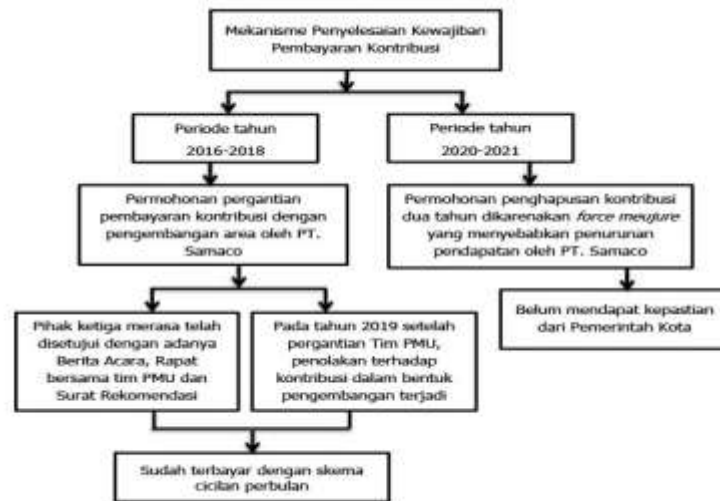 Mekanisme Penyelesaian Kewajiban
Pembayaran Kontribusi
Periode tahun
2016-2018
Periode tahun
2020-2021
Permohonan pergantian
pembayaran kontribusi dengan
pengembangan area oleh PT.
Samaco
Permohonan penghapusan kontribusi
dua tahun dikarenakan force meujure
yang menyebabkan penurunan
pendapatan oleh PT. Samaco
Pihak ketiga merasa telah
disetujui dengan adanya
Berita Acara, Rapat
bersama tim PMU dan
Surat Rekomendasi
Pada tahun 2019 setelah
pergantian Tim PMU,
penolakan terhadap
kontribusi dalam bentuk
pengembangan terjadi
Belum mendapat kepastian
dari Pemerintah Kota
Sudah terbayar dengan skema
cicilan perbulan